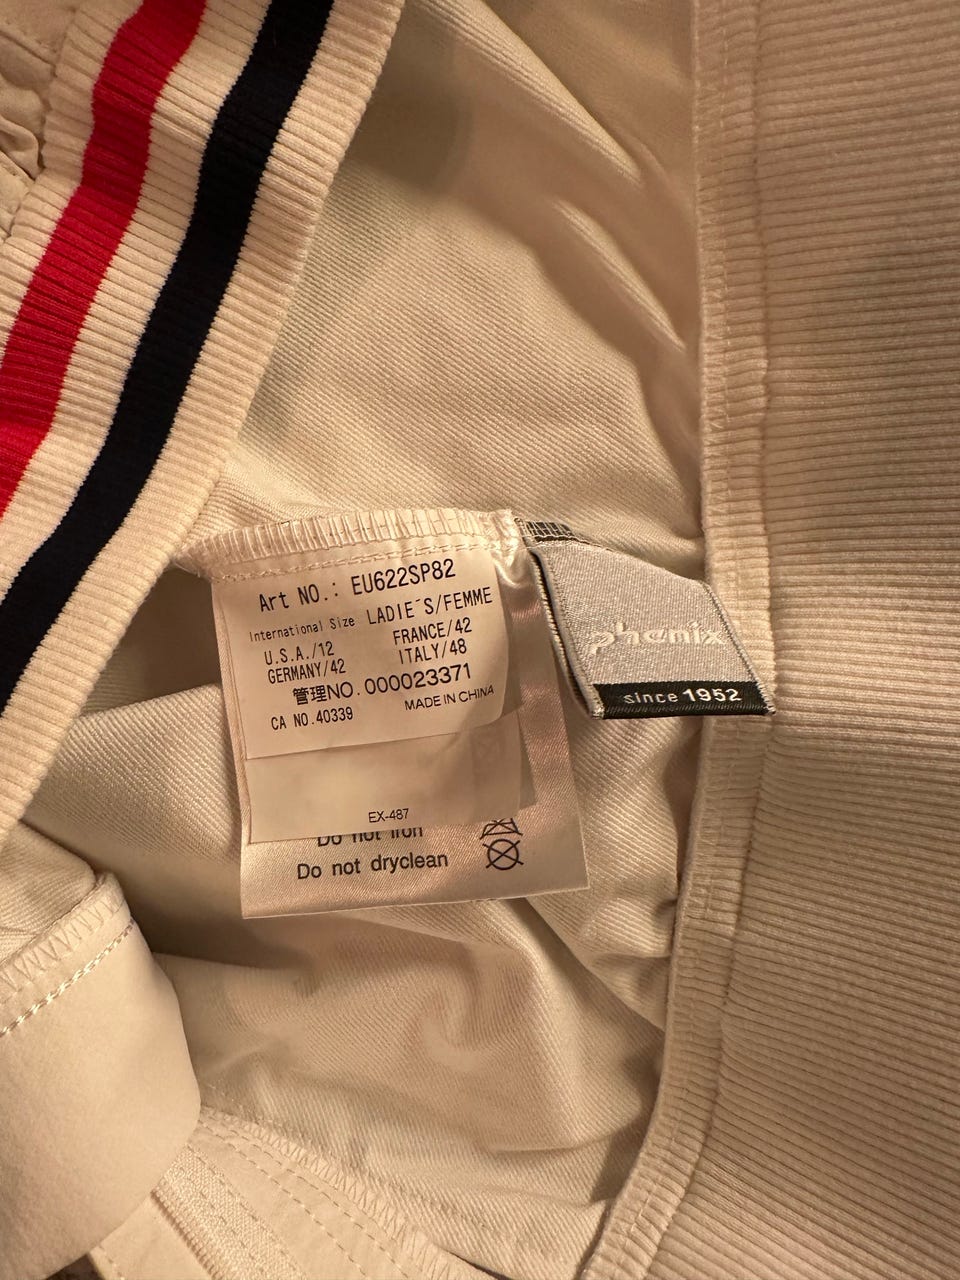 Art NO.: EU622SP82
International Size LADIE´S/FEMME
U.S.A./12 FRANCE/42
GERMANY/42 ITALY/48
管理NO.000023371
CA NO.40339 MADE IN CHINA
EX-487
Do not iron
Do not dryclean
phenix
since 1952